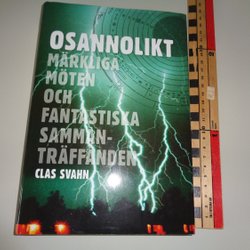 OSANNOLIKT
MÄRKLIGA
MÖTEN
OCH
FANTASTISKA
SAMMAN-
TRÄFFANDEN
CLAS SVAHN